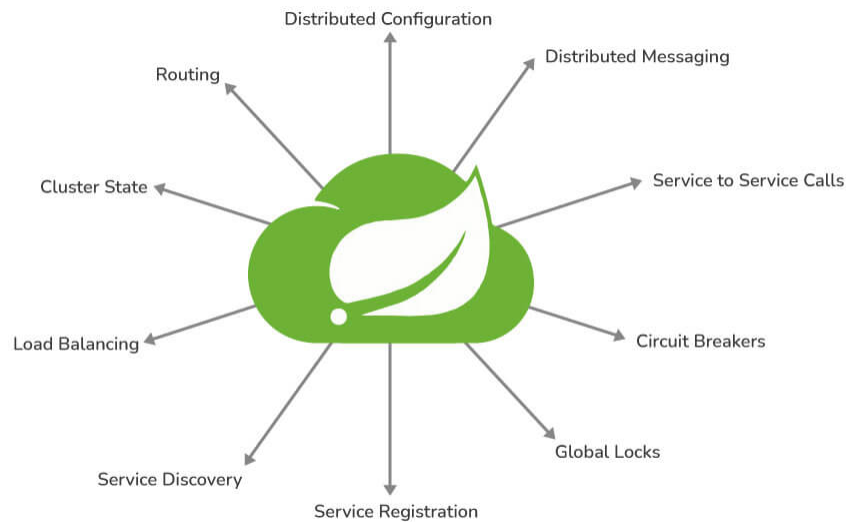 Distributed Configuration
Distributed Messaging
Routing
Service to Service Calls
Cluster State
Circuit Breakers
Load Balancing
Global Locks
Service Discovery
Service Registration